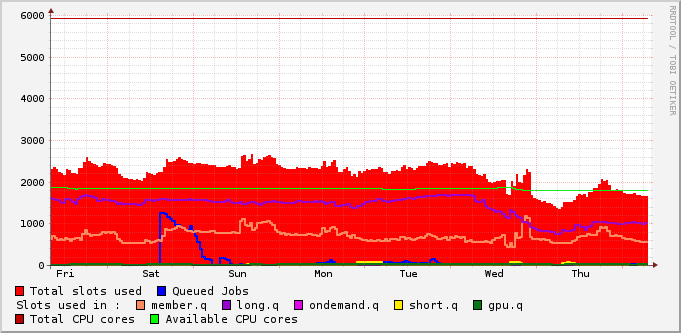 RRDTOOL / TOBI OETIKER
6000
5000
4000
3000
2000
1000
0
Fri Sat Sun Mon Tue Wed Thu
Total slots used Queued Jobs
Slots used in : member.q long.q ondemand.q short.q gpu.q
Total CPU cores Available CPU cores